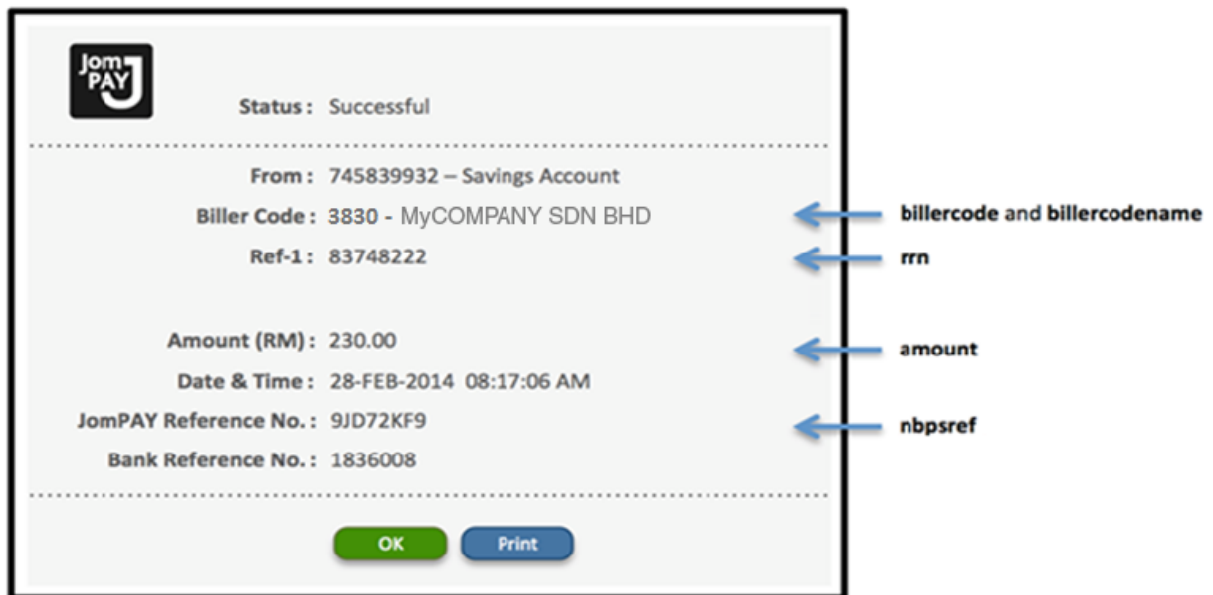 Jom
PAY
Status : Successful
From : 745839932 – Savings Account
Biller Code : 3830 - MyCOMPANY SDN BHD
billercode and billercodename
Ref-1 : 83748222
rrn
Amount (RM) : 230.00
amount
Date & Time : 28-FEB-2014 08:17:06 AM
JomPAY Reference No. : 9JD72KF9
nbpsref
Bank Reference No. : 1836008
OK Print